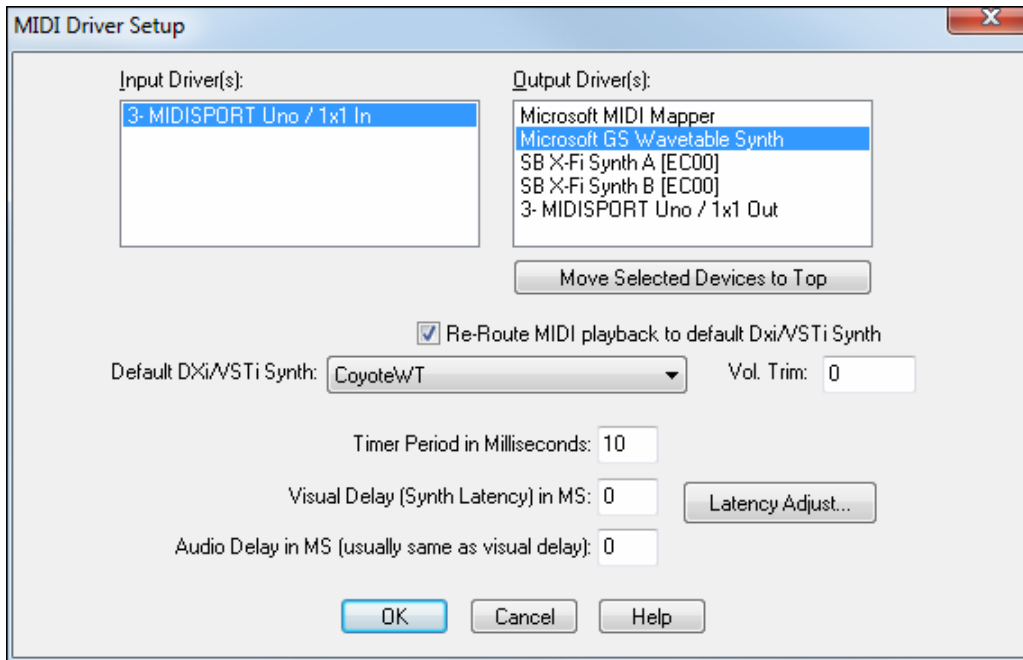 MIDI Driver Setup
Input Driver(s):
Output Driver(s):
3- MIDISPORT Uno / 1x1 In
Microsoft MIDI Mapper
Microsoft GS Wavetable Synth
SB X-Fi Synth A [EC00]
SB X-Fi Synth B [EC00]
3- MIDISPORT Uno / 1x1 Out
Move Selected Devices to Top
Re-Route MIDI playback to default Dxi/VSTi Synth
Default DXi/VSTi Synth: CoyoteWT Vol. Trim: 0
Timer Period in Milliseconds: 10
Visual Delay (Synth Latency) in MS: 0 Latency Adjust...
Audio Delay in MS (usually same as visual delay): 0
OK Cancel Help